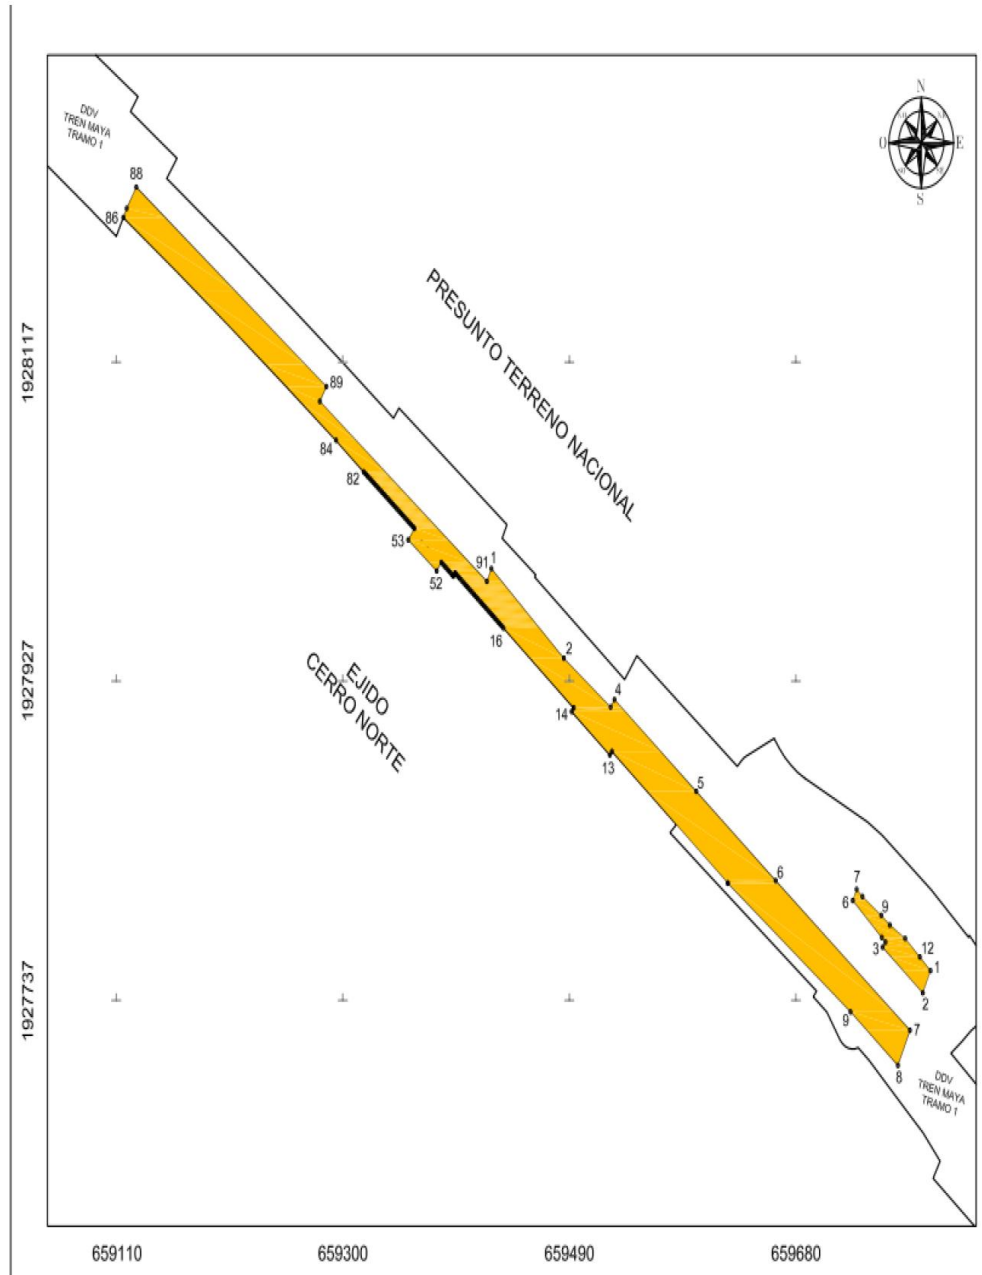 DDV
TREN MAYA
TRAMO 1
N
O
E
S
88
86
PRESUNTO TERRENO NACIONAL
1928117
89
84
82
53
91
1
52
16
2
1927927
EJIDO
CERRO NORTE
4
14
13
5
6
7
6
9
3
12
1
2
1927737
9
7
8
DDV
TREN MAYA
TRAMO 1
659110
659300
659490
659680